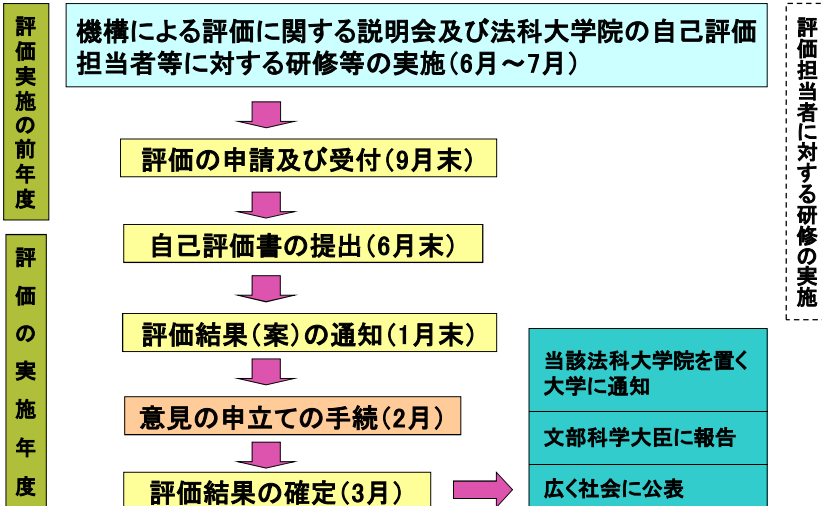 評価実施の前年度
機構による評価に関する説明会及び法科大学院の自己評価
担当者等に対する研修等の実施(6月～7月)
評価の申請及び受付(9月末)
評価の実施年度
自己評価書の提出(6月末)
評価結果(案)の通知(1月末)
意見の申立ての手続(2月)
評価結果の確定(3月)
当該法科大学院を置く
大学に通知
文部科学大臣に報告
広く社会に公表
評価担当者に対する研修の実施